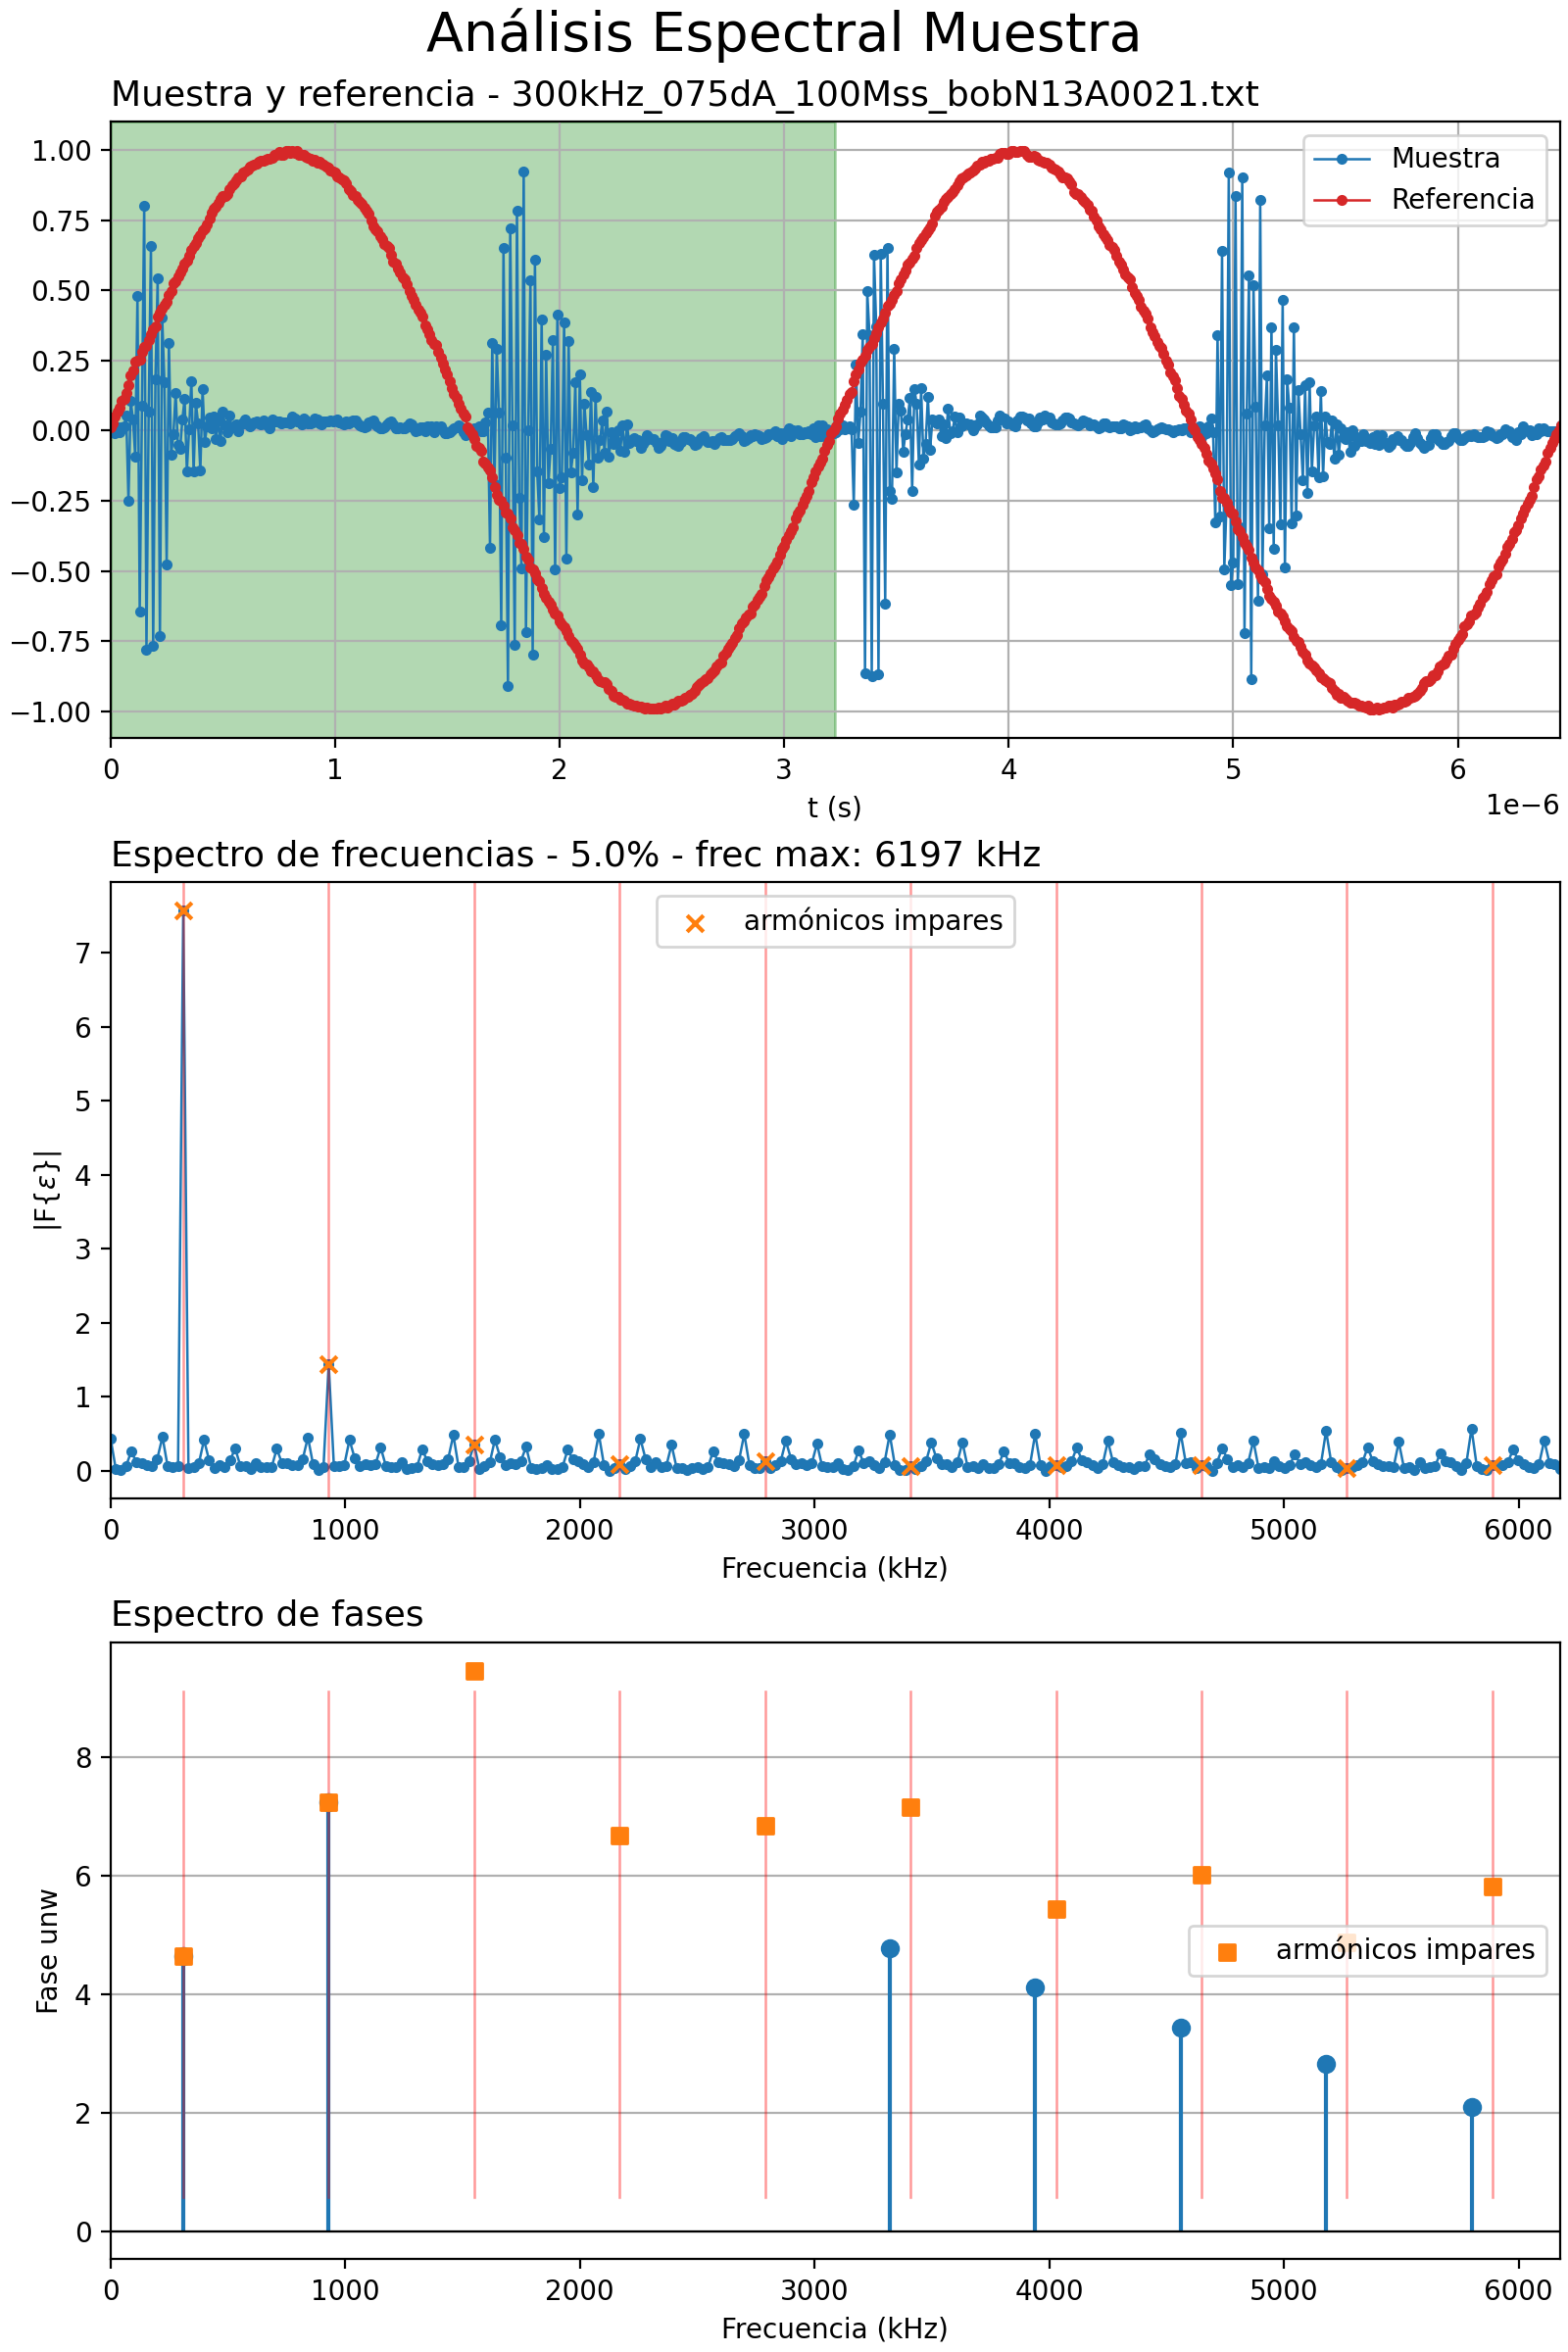 Análisis Espectral Muestra
Muestra y referencia - 300kHz_075dA_100Mss_bobN13A0021.txt
1.00
0.75
0.50
0.25
0.00
−0.25
−0.50
−0.75
−1.00
Muestra
Referencia
0 1 2 3 4 5 6
t (s)
1e−6
Espectro de frecuencias - 5.0% - frec max: 6197 kHz
armónicos impares
7
6
5
4
3
2
1
0
|F{ε}|
0 1000 2000 3000 4000 5000 6000
Frecuencia (kHz)
Espectro de fases
8
6
4
2
0
Fase unw
armónicos impares
0 1000 2000 3000 4000 5000 6000
Frecuencia (kHz)